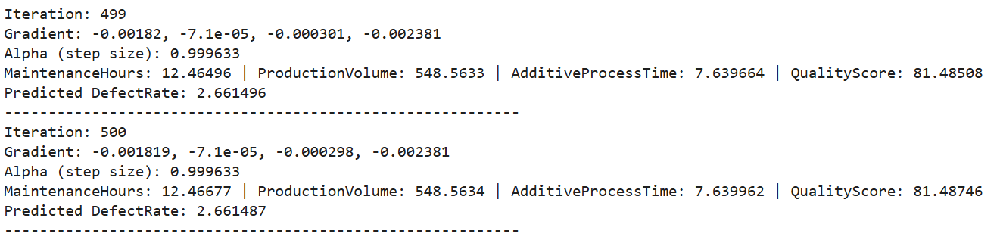 Iteration: 499
Gradient: -0.00182, -7.1e-05, -0.000301, -0.002381
Alpha (step size): 0.999633
MaintenanceHours: 12.46496 | ProductionVolume: 548.5633 | AdditiveProcessTime: 7.639664 | QualityScore: 81.48508
Predicted DefectRate: 2.661496
-----------------------------------------------------------
Iteration: 500
Gradient: -0.001819, -7.1e-05, -0.000298, -0.002381
Alpha (step size): 0.999633
MaintenanceHours: 12.46677 | ProductionVolume: 548.5634 | AdditiveProcessTime: 7.639962 | QualityScore: 81.48746
Predicted DefectRate: 2.661487
-----------------------------------------------------------